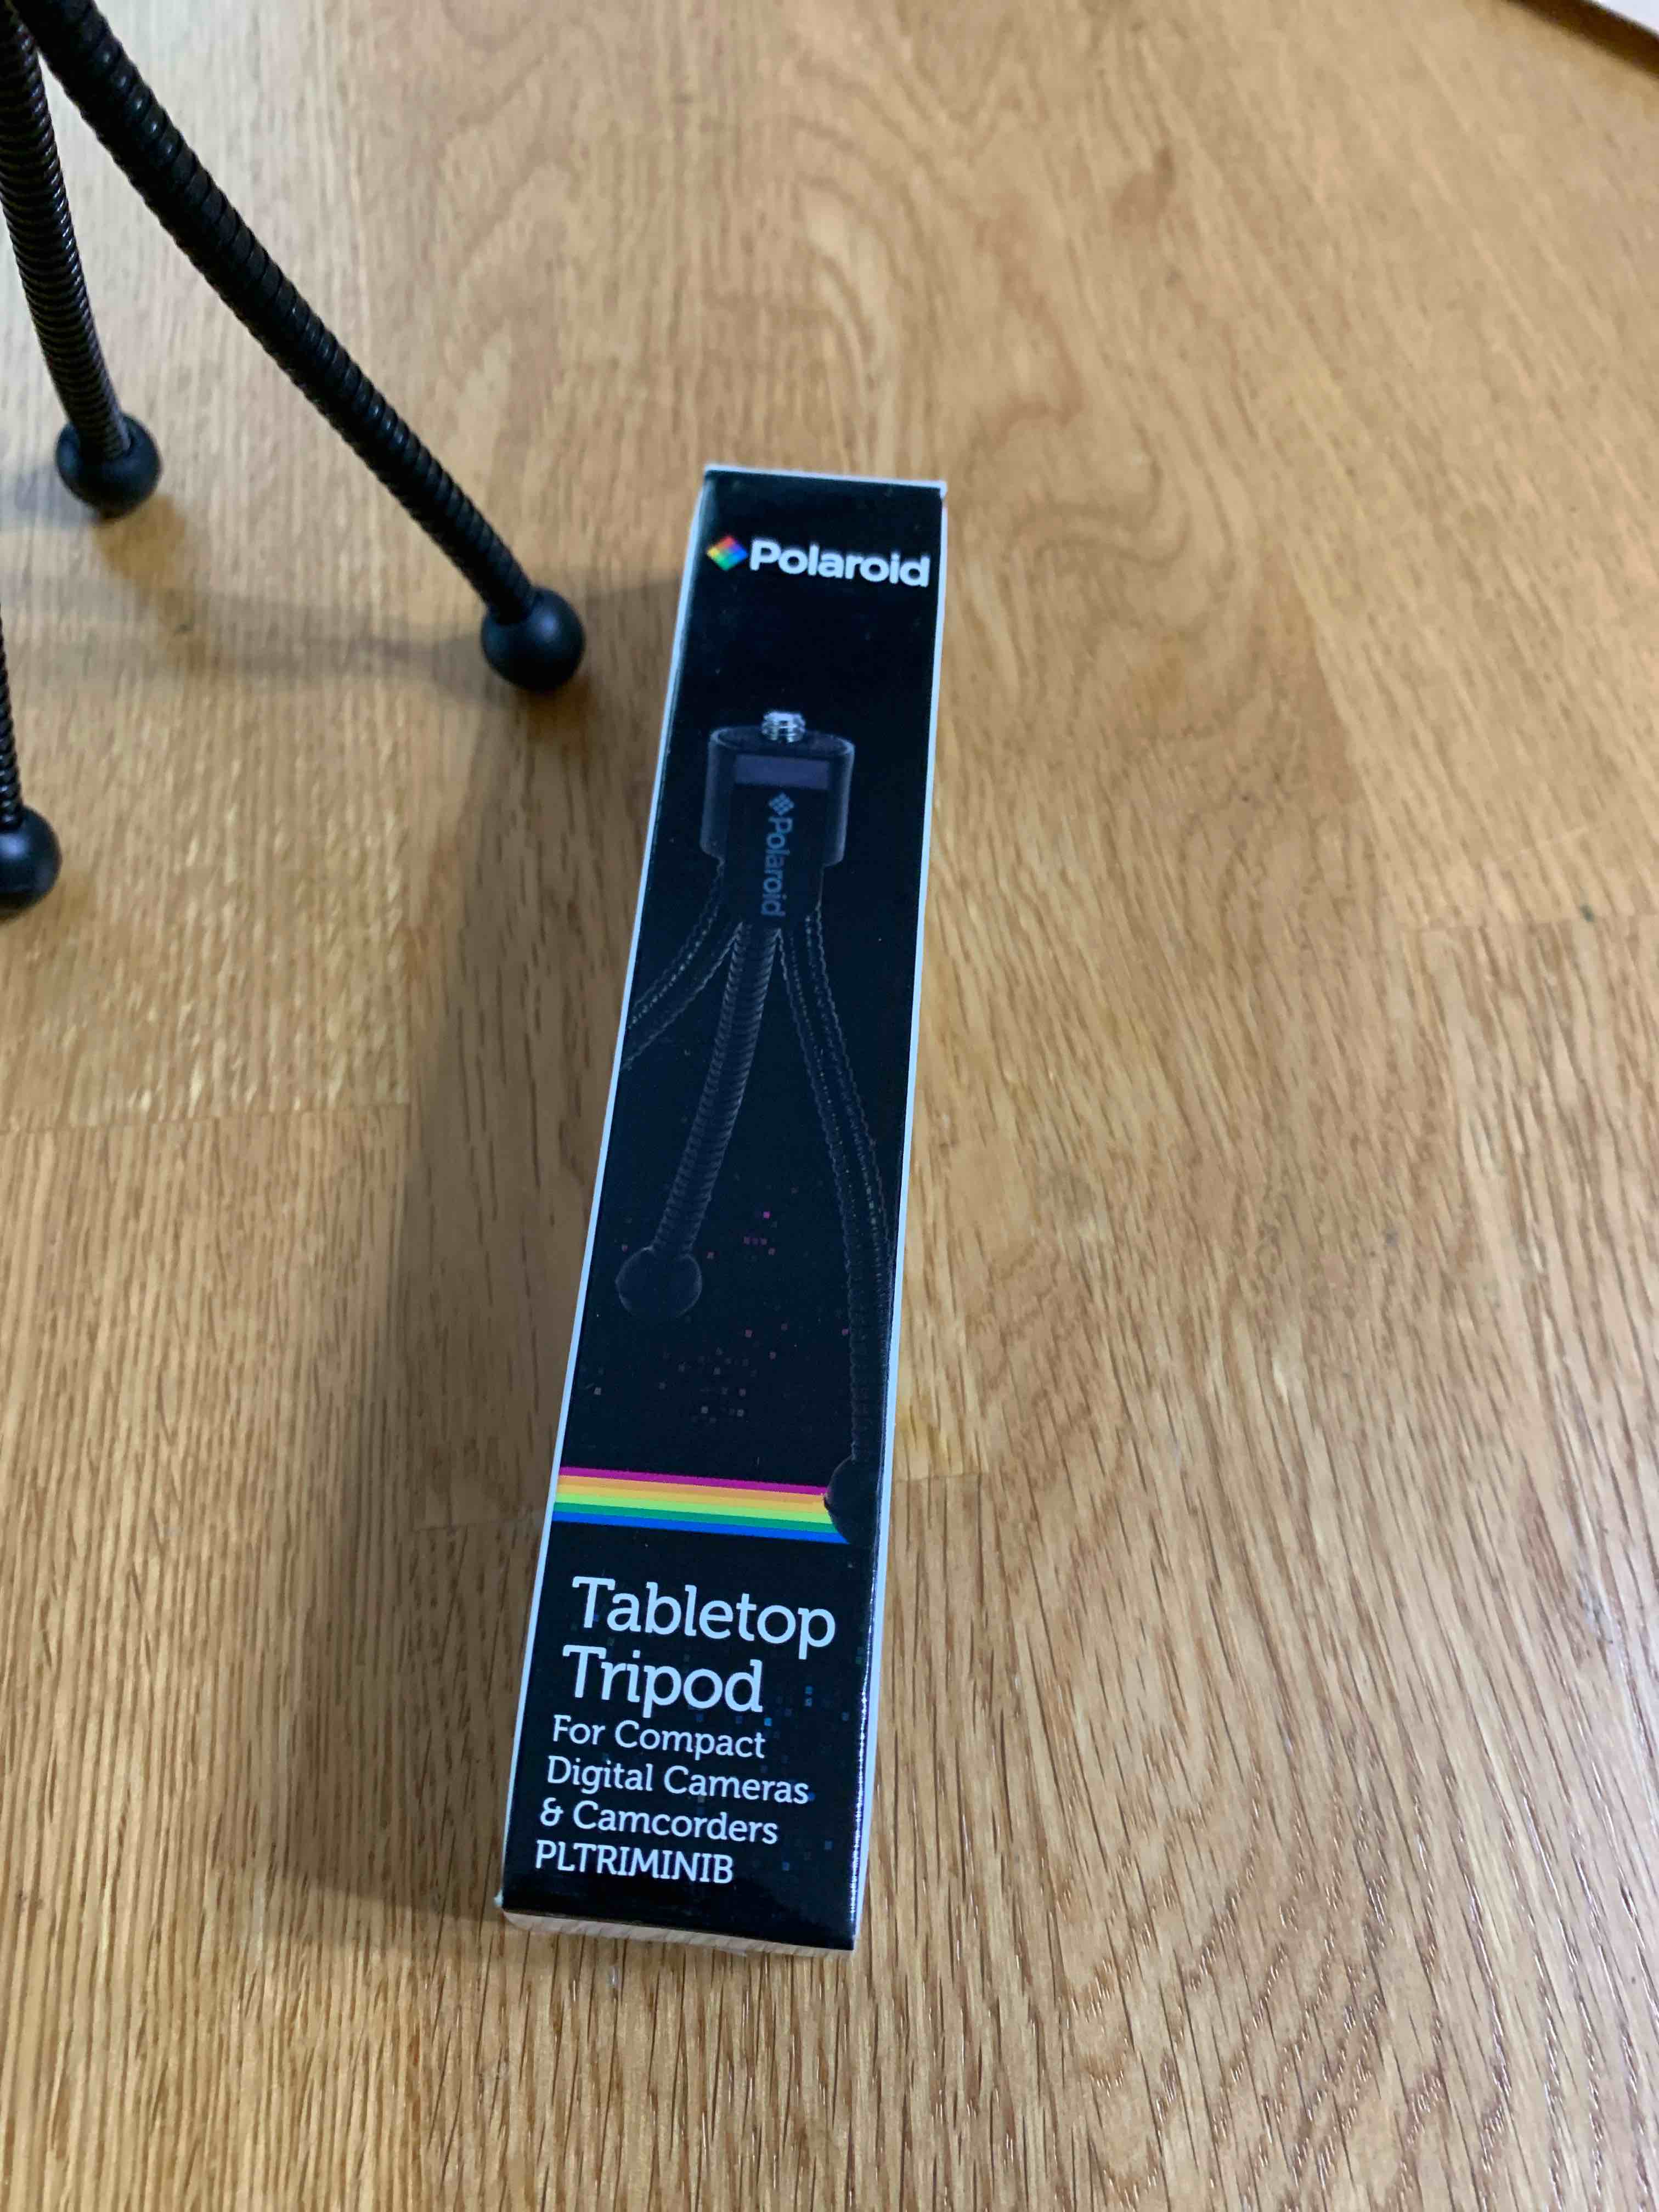 Polaroid
Polaroid
Tabletop
Tripod
For Compact
Digital Cameras
& Camcorders
PLTRIMINIB